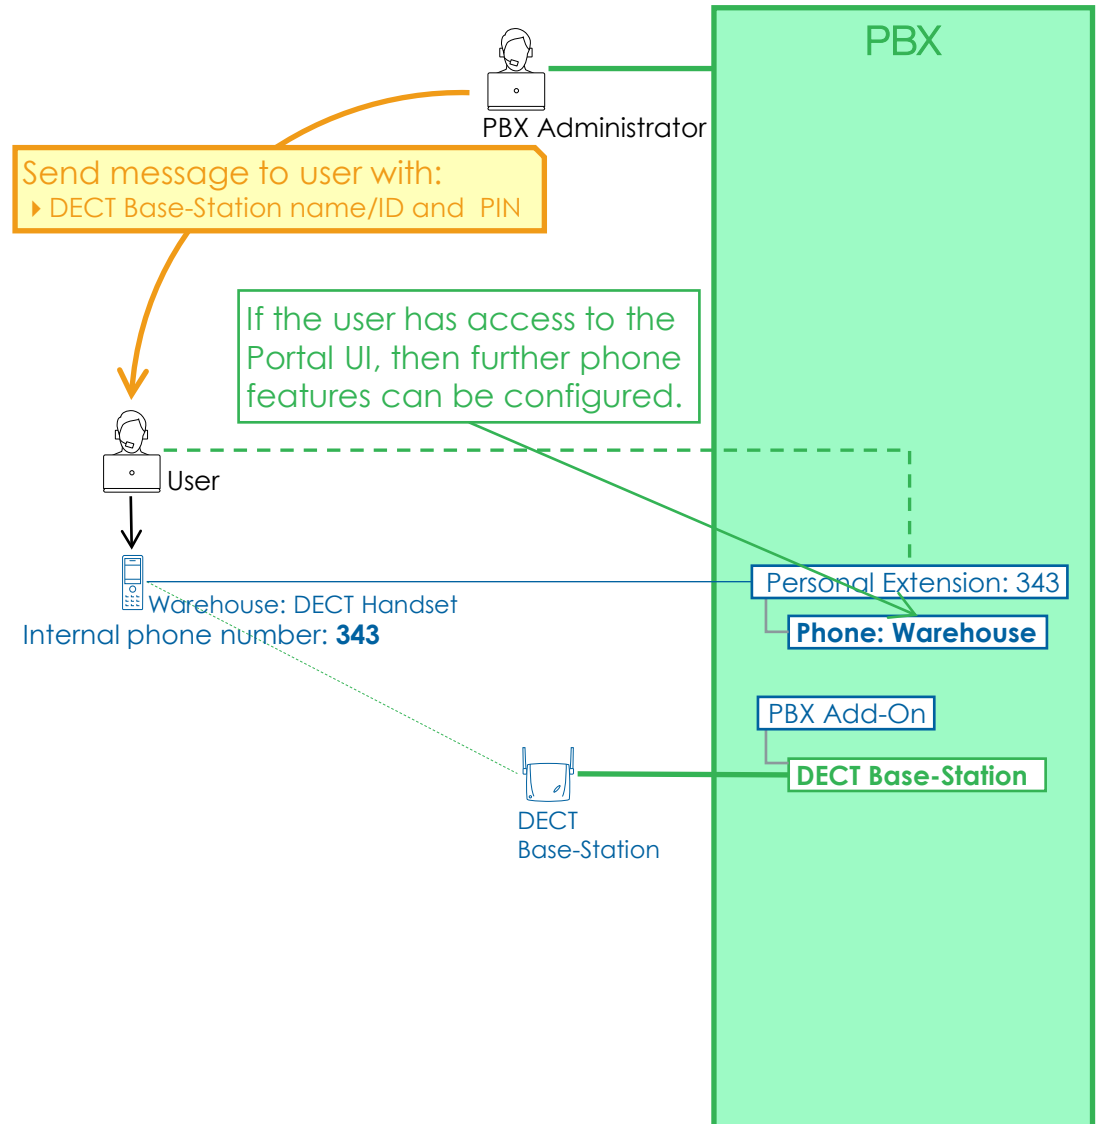 PBX
PBX Administrator
Send message to user with:
DECT Base-Station name/ID and PIN
If the user has access to the
Portal UI, then further phone
features can be configured.
User
Personal Extension: 343
Warehouse: DECT Handset
Internal phone number: 343
Phone: Warehouse
PBX Add-On
DECT Base-Station
DECT
Base-Station